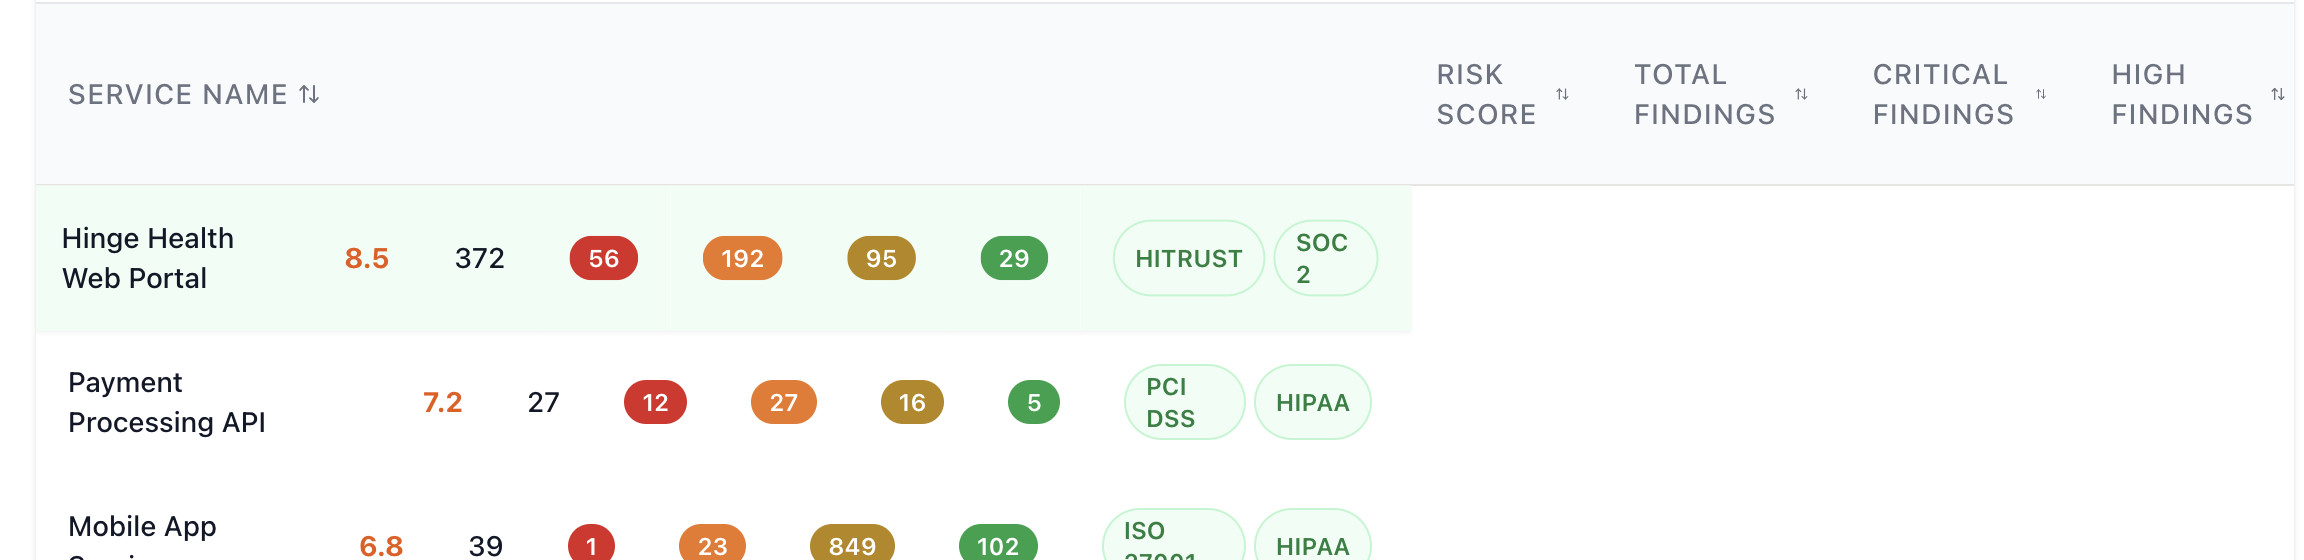 SERVICE NAME
RISK SCORE
TOTAL FINDINGS
CRITICAL FINDINGS
HIGH FINDINGS
Hinge Health Web Portal
8.5
372
56
192
95
29
HITRUST
SOC 2
Payment Processing API
7.2
27
12
27
16
5
PCI DSS
HIPAA
Mobile App
6.8
39
1
23
849
102
ISO
HIPAA